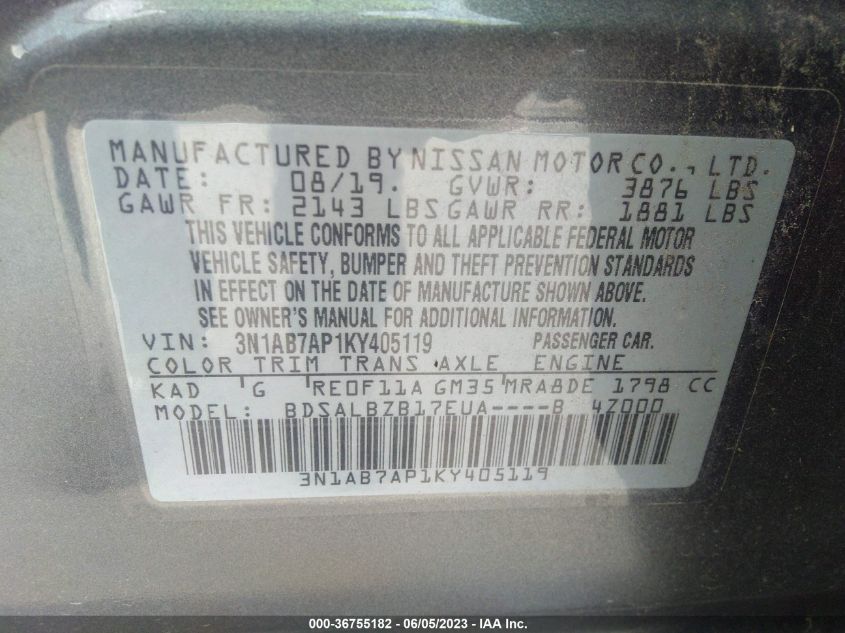 MANUFACTURED BY NISSAN MOTOR CO., LTD.
DATE: 08/19. GVWR: 3876 LBS
GAWR FR: 2143 LBS GAWR RR: 1881 LBS
THIS VEHICLE CONFORMS TO ALL APPLICABLE FEDERAL MOTOR
VEHICLE SAFETY, BUMPER AND THEFT PREVENTION STANDARDS
IN EFFECT ON THE DATE OF MANUFACTURE SHOWN ABOVE.
SEE OWNER'S MANUAL FOR ADDITIONAL INFORMATION.
VIN: 3N1AB7AP1KY405119 PASSENGER CAR.
COLOR TRIM TRANS AXLE ENGINE
KAD G RE0F11A GM35 MRA8DE 1798 CC
MODEL: BDSALBZB17EUA----B 4Z000
3N1AB7AP1KY405119
000-36755182 - 06/05/2023 - IAA Inc.